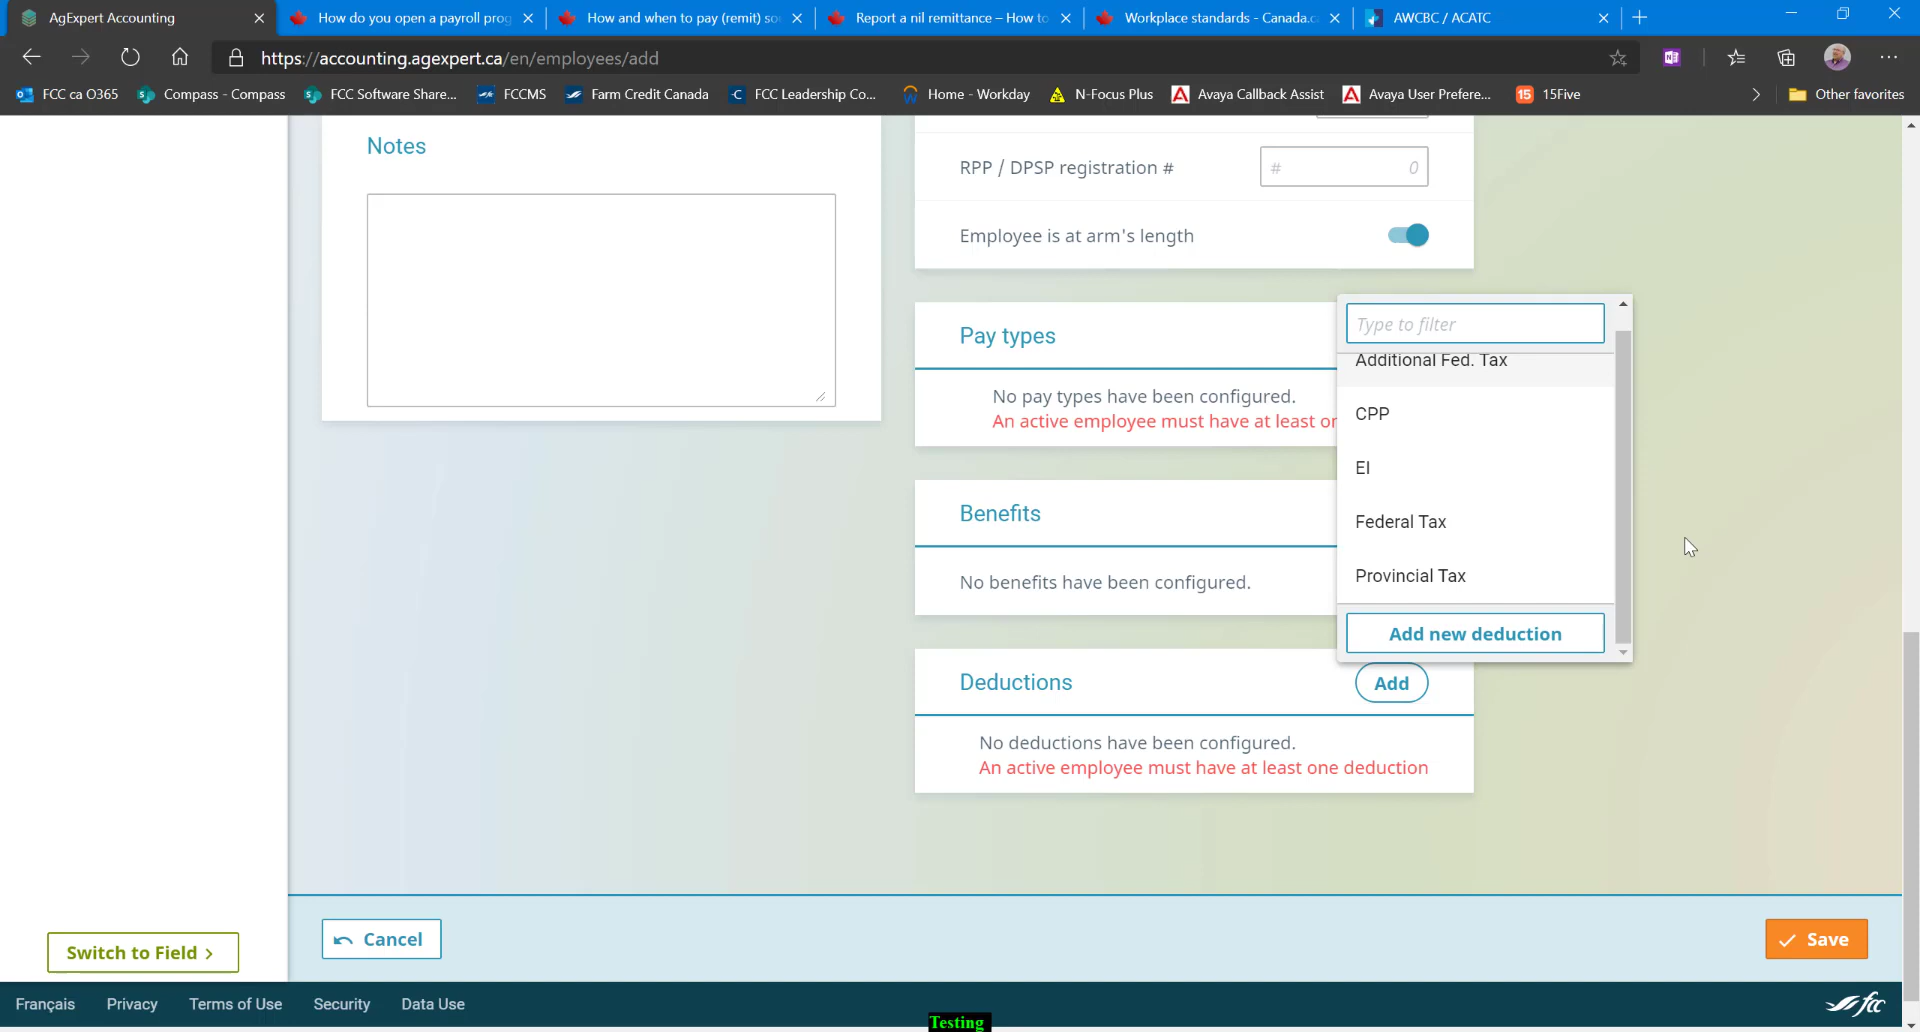 AgExpert Accounting
How do you open a payroll prog
How and when to pay (remit) so
Report a nil remittance – How to
Workplace standards - Canada.c
AWCBC / ACATC
https://accounting.agexpert.ca/en/employees/add
FCC ca O365
Compass - Compass
FCC Software Share...
FCCMS
Farm Credit Canada
FCC Leadership Co...
Home - Workday
N-Focus Plus
Avaya Callback Assist
Avaya User Prefere...
15Five
Other favorites
Notes
RPP / DPSP registration #
# 0
Employee is at arm's length
Pay types
No pay types have been configured.
An active employee must have at least or
Type to filter
Additional Fed. Tax
CPP
EI
Federal Tax
Provincial Tax
Add new deduction
Benefits
No benefits have been configured.
Deductions
Add
No deductions have been configured.
An active employee must have at least one deduction
Switch to Field >
Cancel
Save
Français
Privacy
Terms of Use
Security
Data Use
fcc
Testing